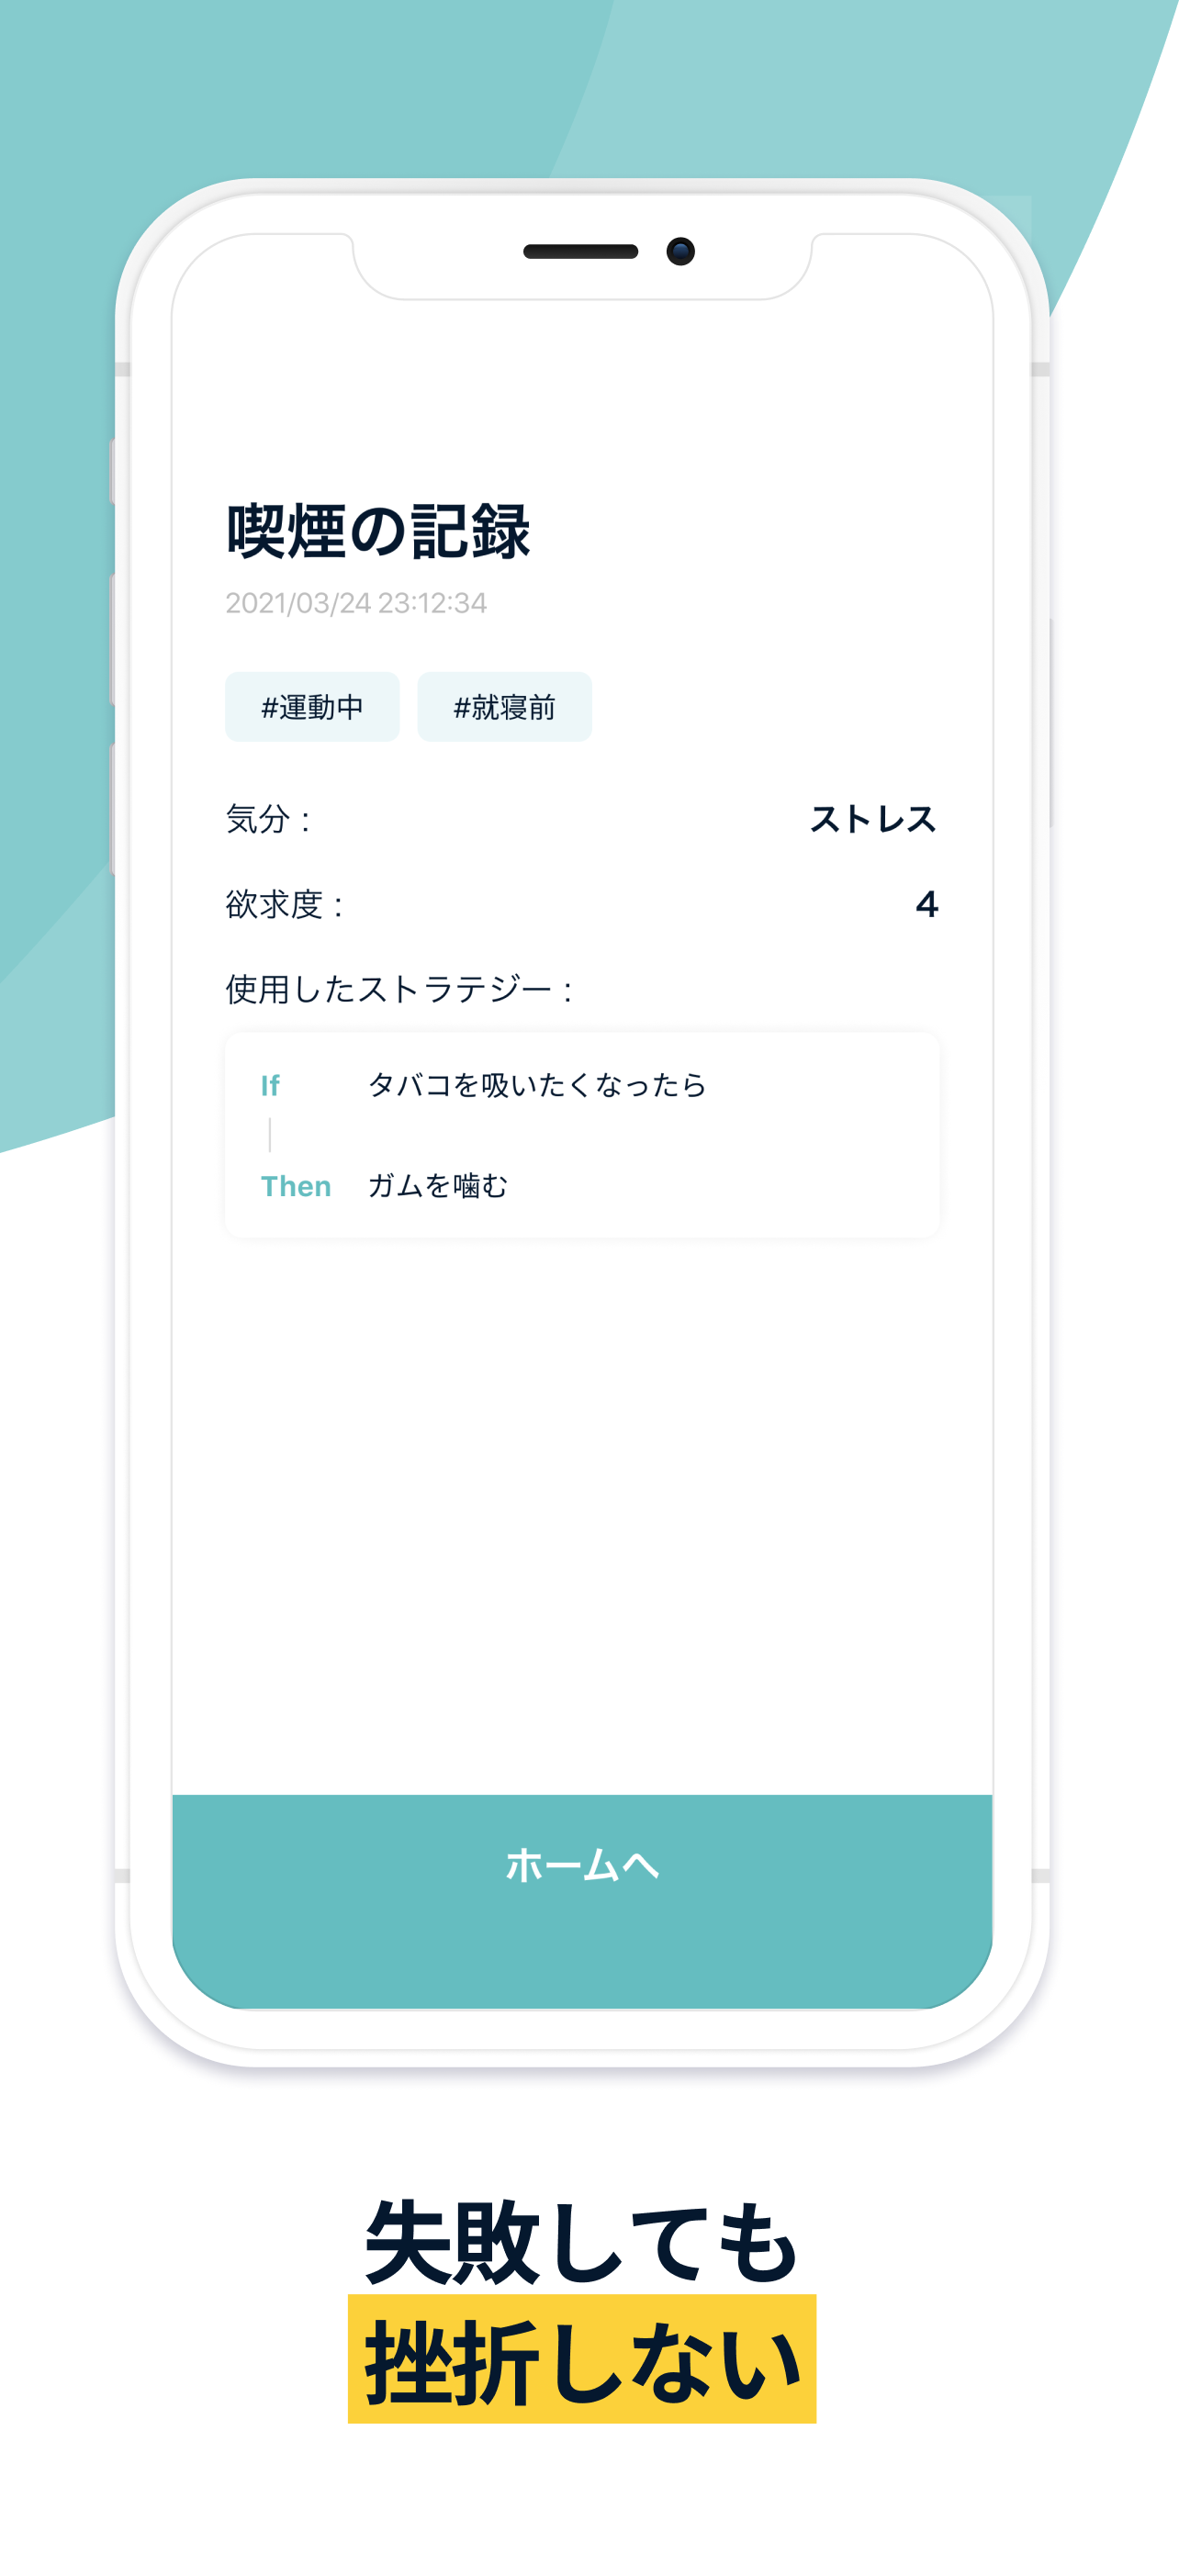 喫煙の記録
2021/03/24 23:12:34
#運動中 #就寝前
気分 : ストレス
欲求度 : 4
使用したストラテジー :
If タバコを吸いたくなったら
Then ガムを噛む
ホームへ
失敗しても
挫折しない